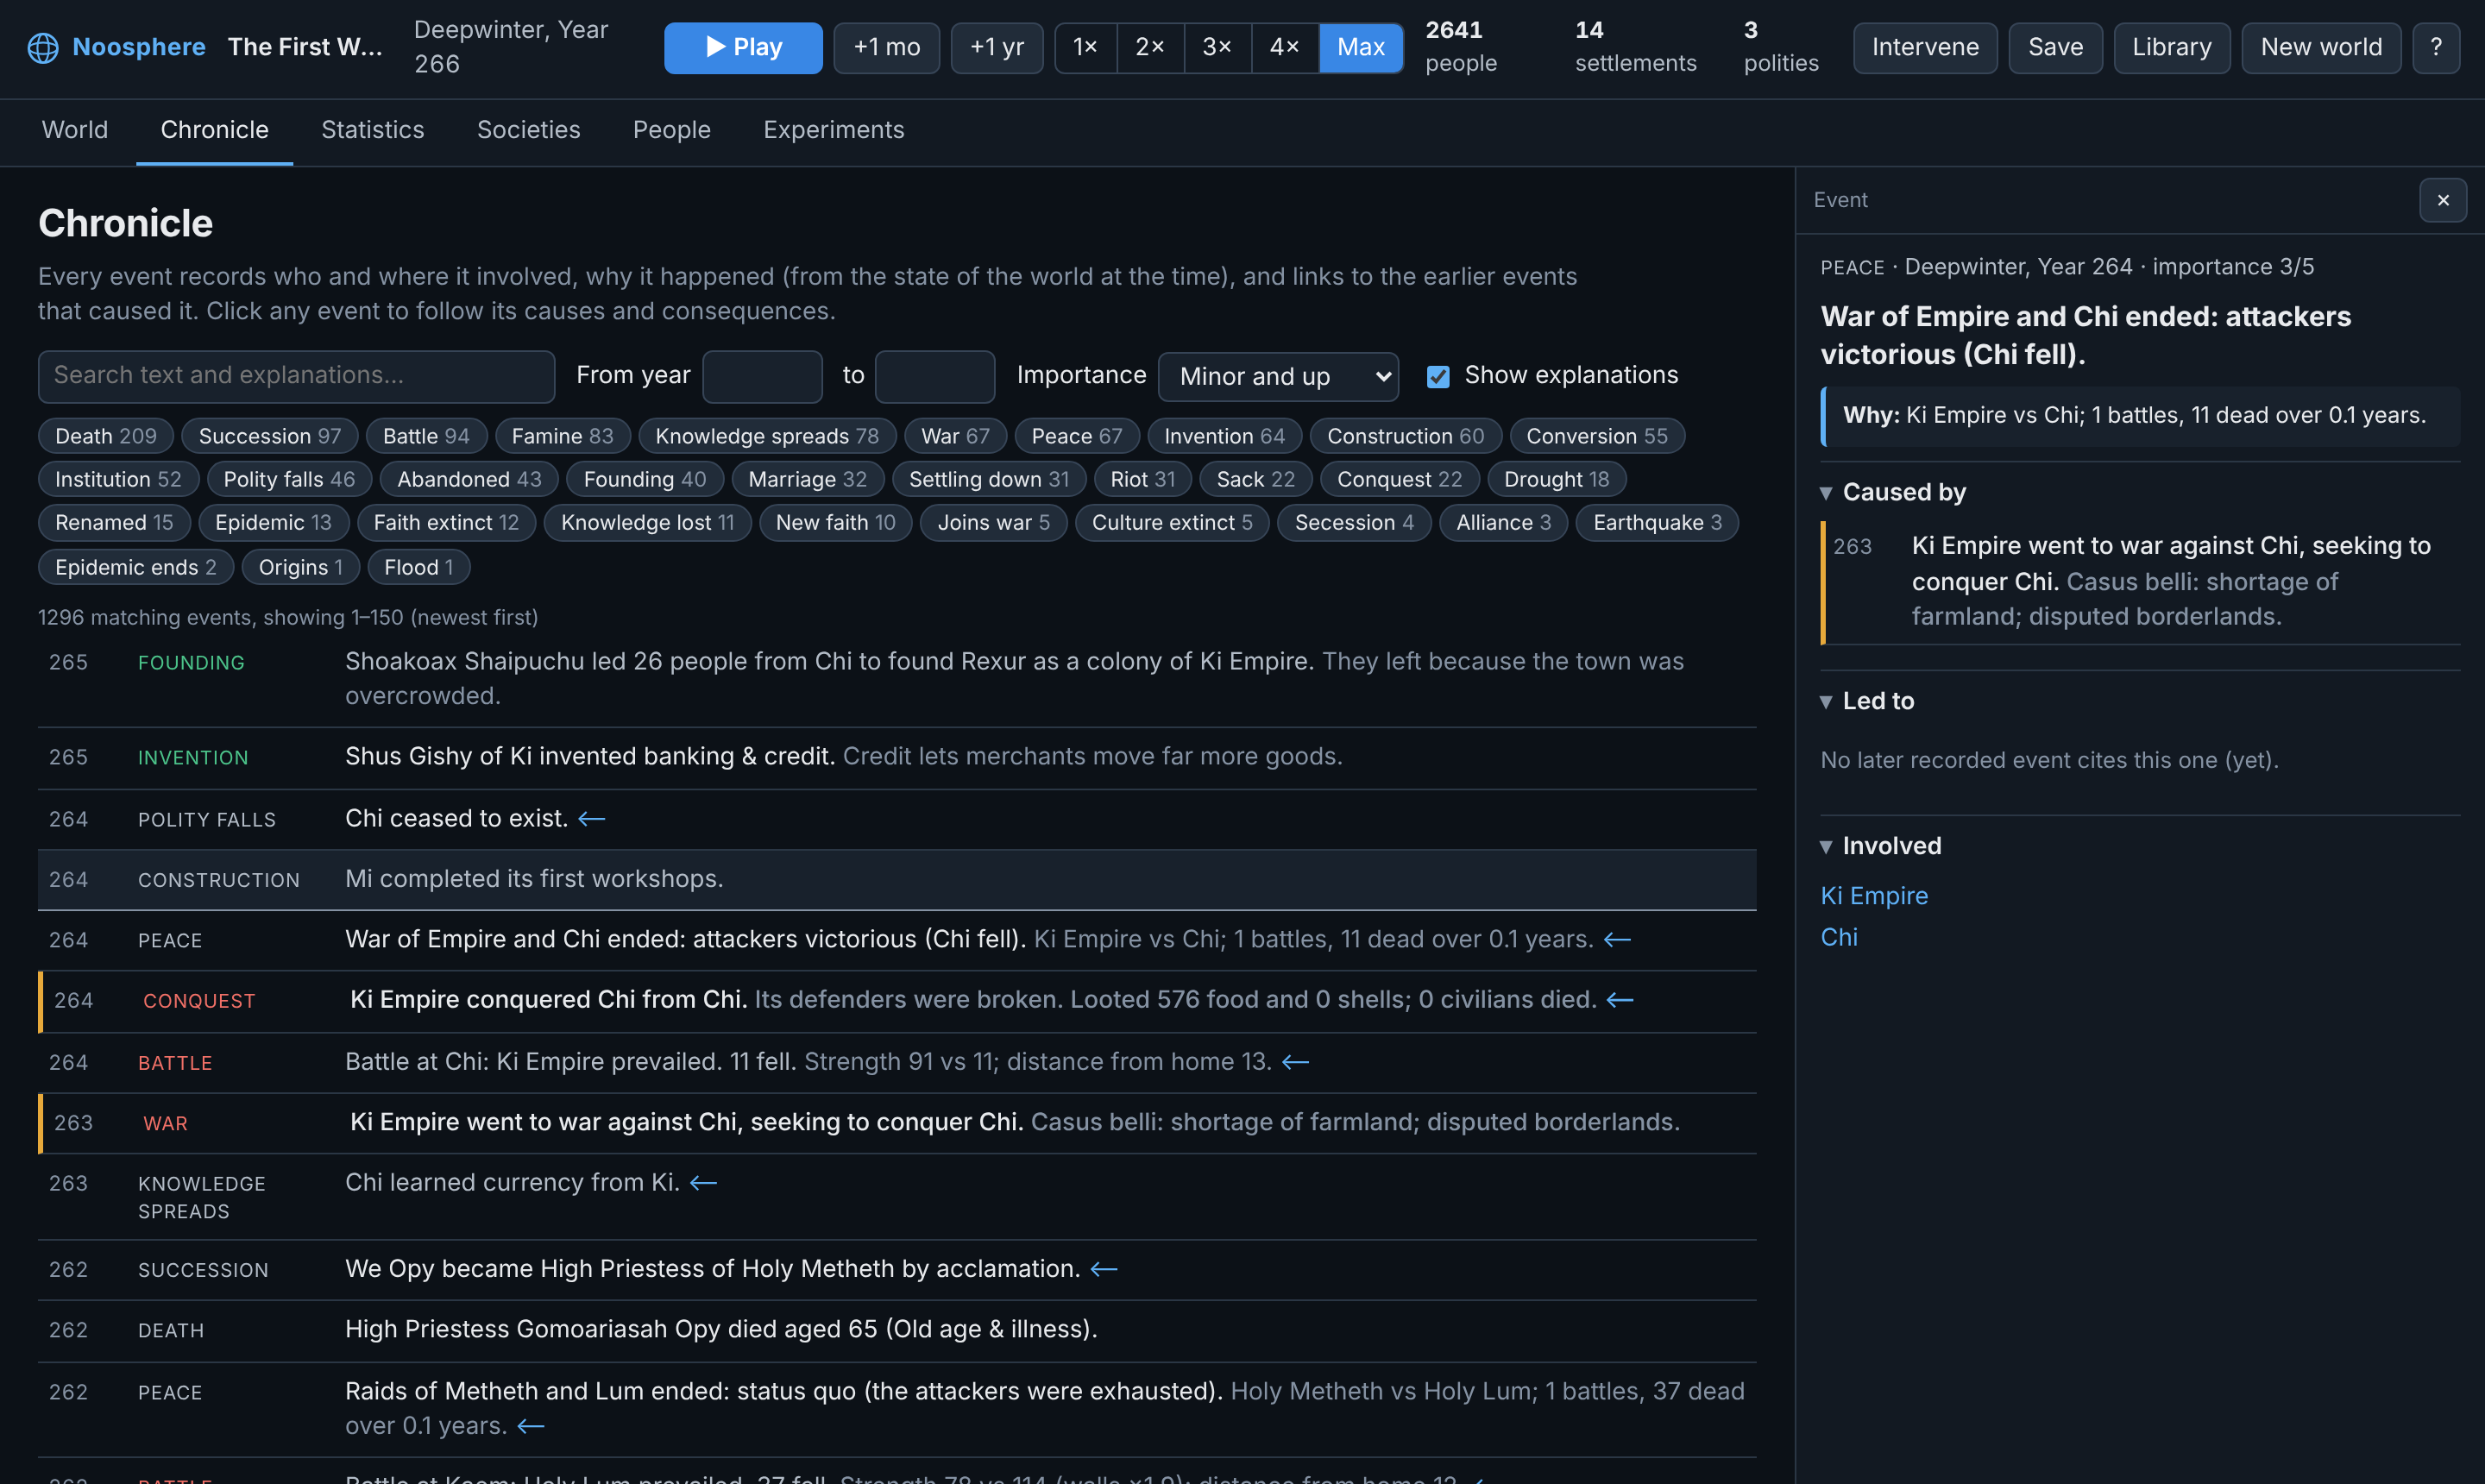 Noosphere
The First W...
Deepwinter, Year
266
▶ Play
+1 mo
+1 yr
1×
2×
3×
4×
Max
2641
people
14
settlements
3
polities
Intervene
Save
Library
New world
?
World
Chronicle
Statistics
Societies
People
Experiments
Chronicle
Every event records who and where it involved, why it happened (from the state of the world at the time), and links to the earlier events
that caused it. Click any event to follow its causes and consequences.
Search text and explanations...
From year
to
Importance
Minor and up
Show explanations
Death 209
Succession 97
Battle 94
Famine 83
Knowledge spreads 78
War 67
Peace 67
Invention 64
Construction 60
Conversion 55
Institution 52
Polity falls 46
Abandoned 43
Founding 40
Marriage 32
Settling down 31
Riot 31
Sack 22
Conquest 22
Drought 18
Renamed 15
Epidemic 13
Faith extinct 12
Knowledge lost 11
New faith 10
Joins war 5
Culture extinct 5
Secession 4
Alliance 3
Earthquake 3
Epidemic ends 2
Origins 1
Flood 1
1296 matching events, showing 1–150 (newest first)
265 FOUNDING Shoakoax Shaipuchu led 26 people from Chi to found Rexur as a colony of Ki Empire. They left because the town was
overcrowded.
265 INVENTION Shus Gishy of Ki invented banking & credit. Credit lets merchants move far more goods.
264 POLITY FALLS Chi ceased to exist. ←
264 CONSTRUCTION Mi completed its first workshops.
264 PEACE War of Empire and Chi ended: attackers victorious (Chi fell). Ki Empire vs Chi; 1 battles, 11 dead over 0.1 years. ←
264 CONQUEST Ki Empire conquered Chi from Chi. Its defenders were broken. Looted 576 food and 0 shells; 0 civilians died. ←
264 BATTLE Battle at Chi: Ki Empire prevailed. 11 fell. Strength 91 vs 11; distance from home 13. ←
263 WAR Ki Empire went to war against Chi, seeking to conquer Chi. Casus belli: shortage of farmland; disputed borderlands.
263 KNOWLEDGE SPREADS Chi learned currency from Ki. ←
262 SUCCESSION We Opy became High Priestess of Holy Metheth by acclamation. ←
262 DEATH High Priestess Gomoariasah Opy died aged 65 (Old age & illness).
262 PEACE Raids of Metheth and Lum ended: status quo (the attackers were exhausted). Holy Metheth vs Holy Lum; 1 battles, 37 dead
over 0.1 years. ←
Event
×
PEACE · Deepwinter, Year 264 · importance 3/5
War of Empire and Chi ended: attackers
victorious (Chi fell).
Why: Ki Empire vs Chi; 1 battles, 11 dead over 0.1 years.
▼ Caused by
263 Ki Empire went to war against Chi, seeking to
conquer Chi. Casus belli: shortage of
farmland; disputed borderlands.
▼ Led to
No later recorded event cites this one (yet).
▼ Involved
Ki Empire
Chi